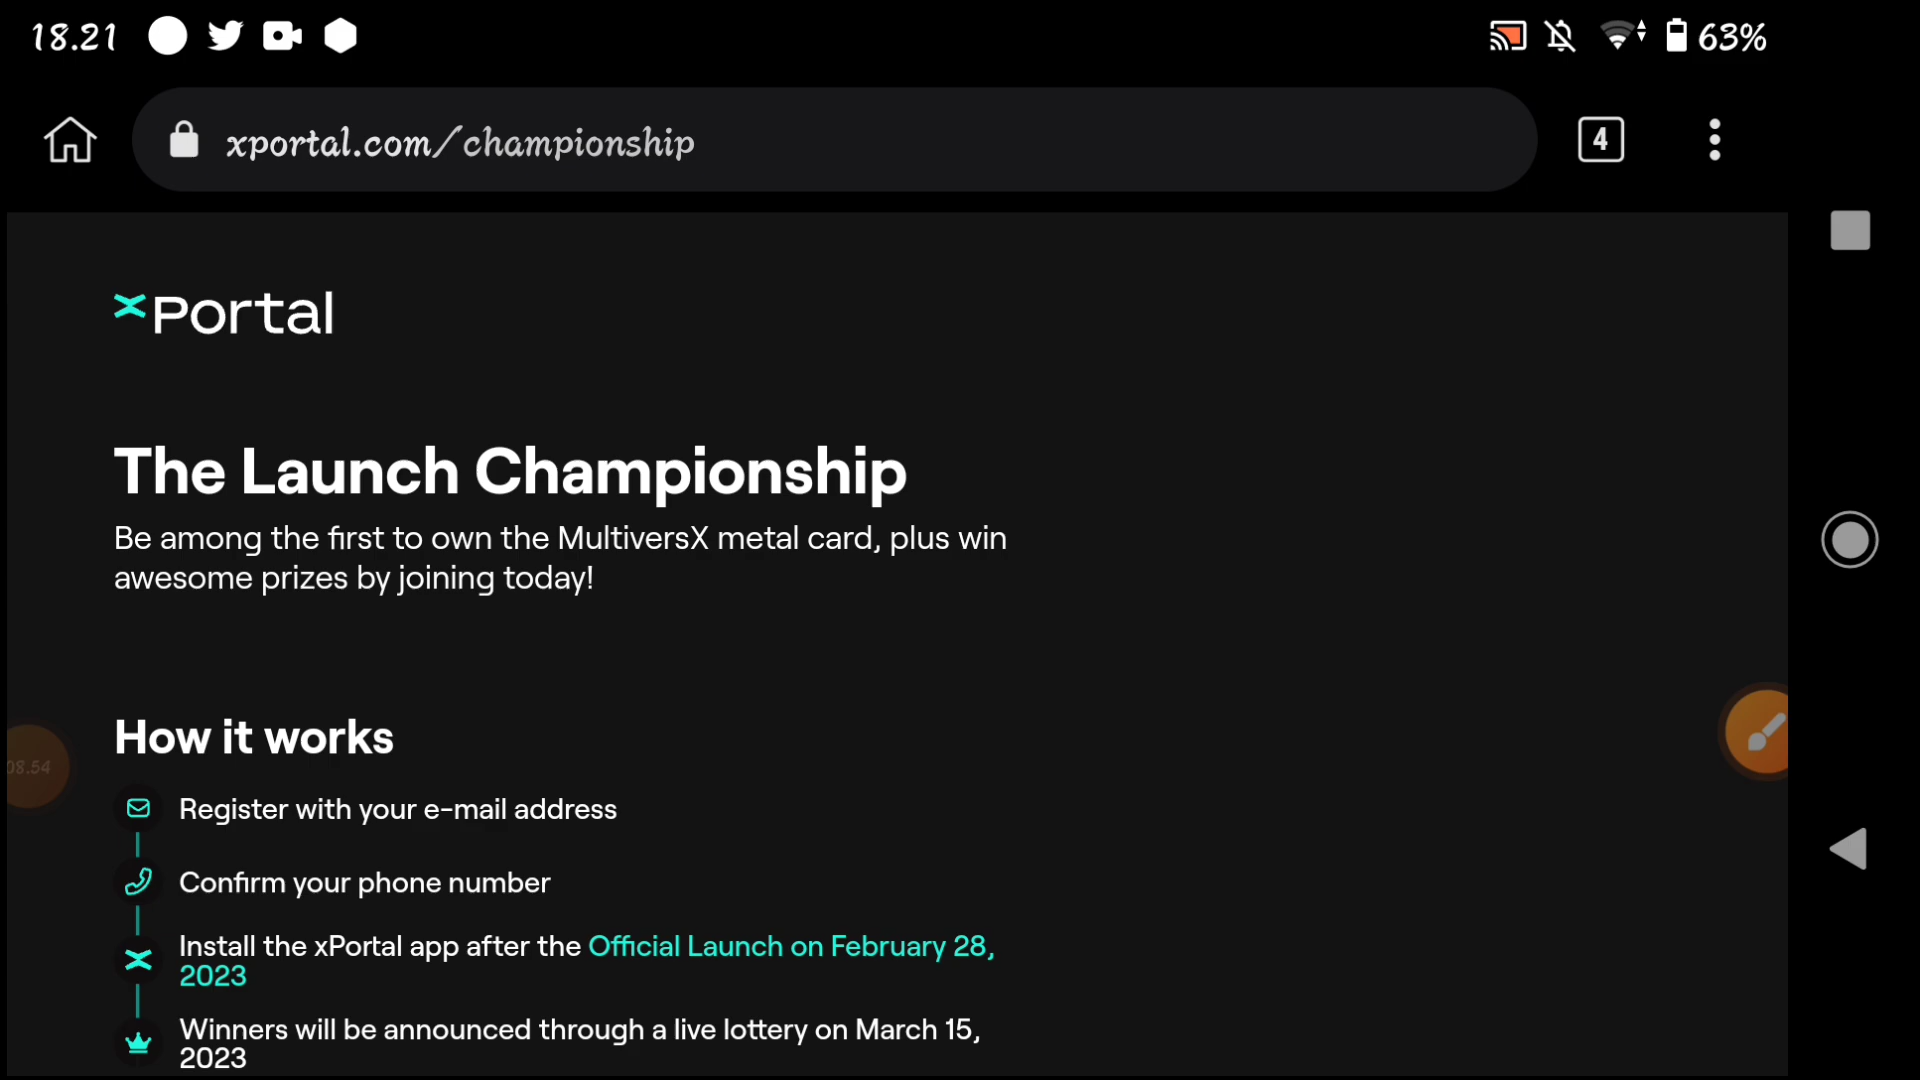 18.21
63%
xportal.com/championship
4
xPortal
The Launch Championship
Be among the first to own the MultiversX metal card, plus win
awesome prizes by joining today!
How it works
08.54
Register with your e-mail address
Confirm your phone number
Install the xPortal app after the Official Launch on February 28,
2023
Winners will be announced through a live lottery on March 15,
2023